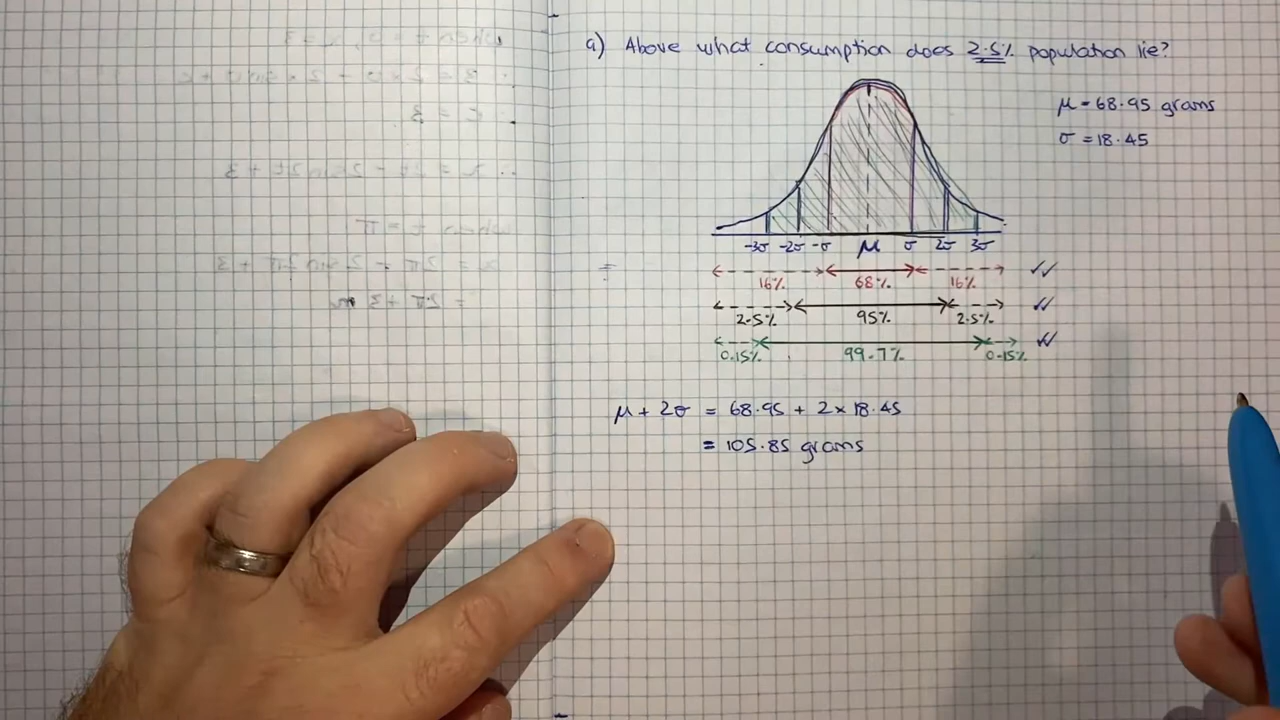 a) Above what consumption does 2.5% population lie?
μ = 68.95 grams
σ = 18.45
-3σ -2σ -σ μ σ 2σ 3σ
16% 68% 16%
2.5% 95% 2.5%
0.15% 99.7% 0.15%
μ + 2σ = 68.95 + 2 × 18.45
= 105.85 grams